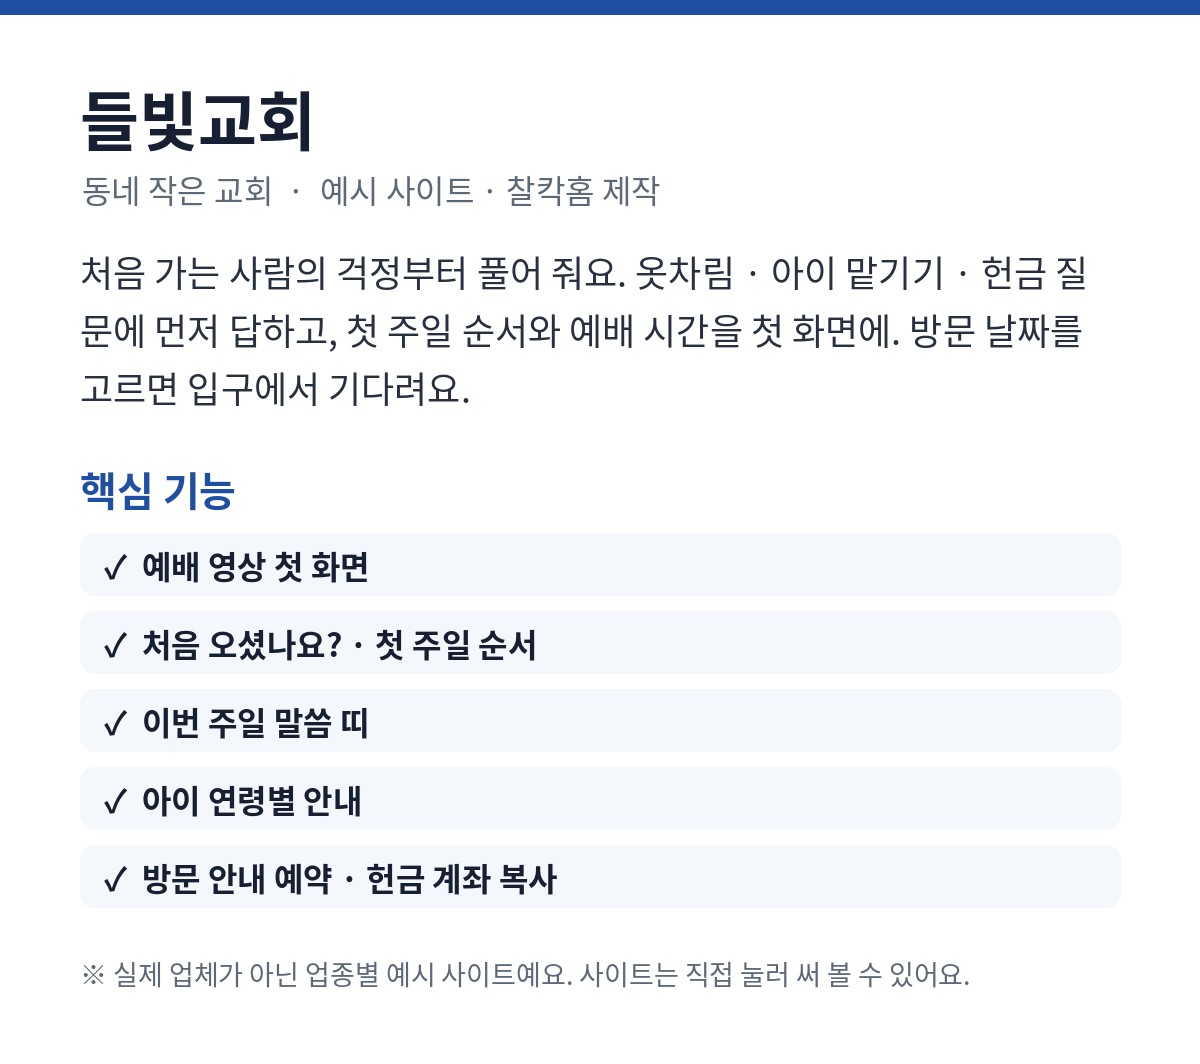 들빛교회
동네 작은 교회 · 예시 사이트 · 찰칵홈 제작
처음 가는 사람의 걱정부터 풀어 줘요. 옷차림 · 아이 맡기기 · 헌금 질
문에 먼저 답하고, 첫 주일 순서와 예배 시간을 첫 화면에. 방문 날짜를
고르면 입구에서 기다려요.
핵심 기능
✓ 예배 영상 첫 화면
✓ 처음 오셨나요? · 첫 주일 순서
✓ 이번 주일 말씀 띠
✓ 아이 연령별 안내
✓ 방문 안내 예약 · 헌금 계좌 복사
※ 실제 업체가 아닌 업종별 예시 사이트예요. 사이트는 직접 눌러 써 볼 수 있어요.